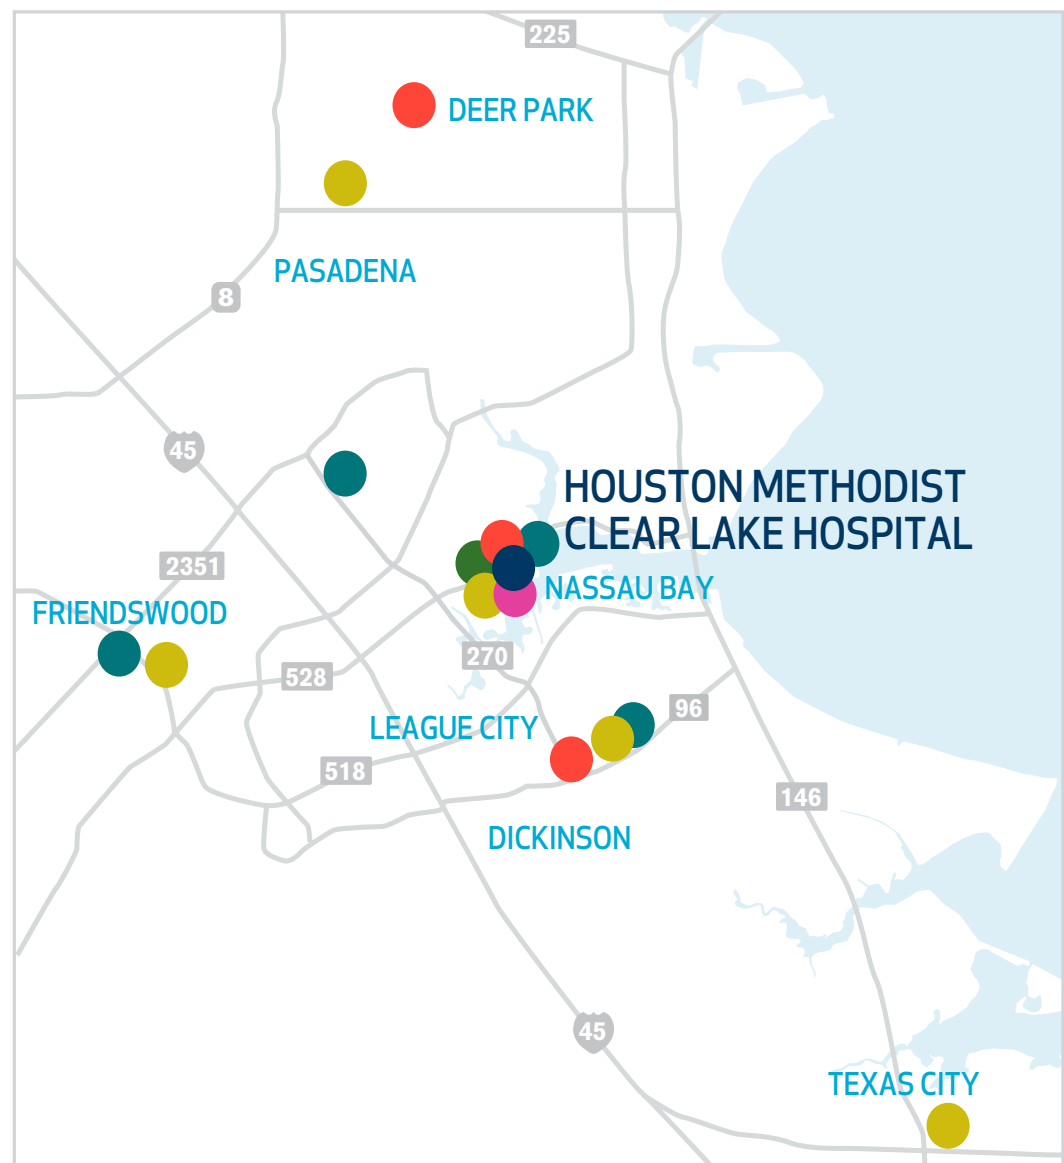 225
DEER PARK
PASADENA
8
45
HOUSTON METHODIST
CLEAR LAKE HOSPITAL
2351
NASSAU BAY
FRIENDSWOOD
270
528
96
LEAGUE CITY
518
146
DICKINSON
45
TEXAS CITY